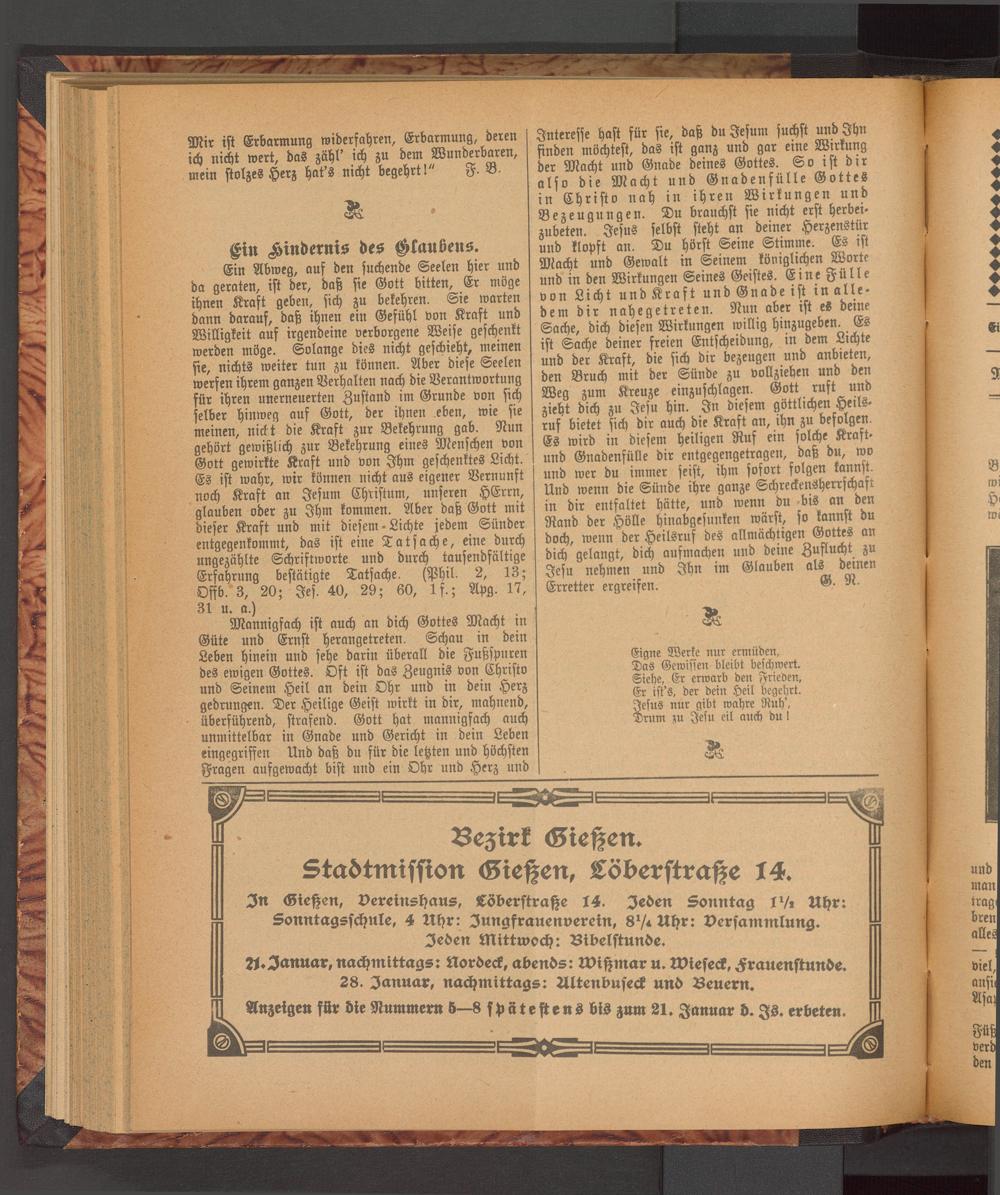 Mir ist Erbarmung widerfahren, Erbarmung, deren
ich nicht wert, das zähl' ich zu dem Wunderbaren,
mein stolzes Herz hat's nicht begehrt!“ F. B.
Ein Hindernis des Glaubens.
Ein Abweg, auf den suchende Seelen hier und
da geraten, ist der, daß sie Gott bitten, Er möge
ihnen Kraft geben, sich zu bekehren. Sie warten
dann darauf, daß ihnen ein Gefühl von Kraft und
Willigkeit auf irgendeine verborgene Weise geschenkt
werden möge. Solange dies nicht geschieht, meinen
sie, nichts weiter tun zu können. Aber diese Seelen
werfen ihrem ganzen Verhalten nach die Verantwortung
für ihren unerneuerten Zustand im Grunde von sich
selber hinweg auf Gott, der ihnen eben, wie sie
meinen, nicht die Kraft zur Bekehrung gab. Nun
gehört gewißlich zur Bekehrung eines Menschen von
Gott gewirkte Kraft und von Ihm geschenktes Licht.
Es ist wahr, wir können nicht aus eigener Vernunft
noch Kraft an Jesum Christum, unseren HErrn,
glauben oder zu Ihm kommen. Aber daß Gott mit
dieser Kraft und mit diesem Lichte jedem Sünder
entgegenkommt, das ist eine Tatsache, eine durch
ungezählte Schriftworte und durch tausendfältige
Erfahrung bestätigte Tatsache. (Phil. 2, 13;
Offb. 3, 20; Jes. 40, 29; 60, 1f.; Apg. 17,
31 u. a.)
Mannigfach ist auch an dich Gottes Macht in
Güte und Ernst herangetreten. Schau in dein
Leben hinein und sehe darin überall die Fußspuren
des ewigen Gottes. Oft ist das Zeugnis von Christo
und Seinem Heil an dein Ohr und in dein Herz
gedrungen. Der Heilige Geist wirkt in dir, mahnend,
überführend, strafend. Gott hat mannigfach auch
unmittelbar in Gnade und Gericht in dein Leben
eingegriffen Und daß du für die letzten und höchsten
Fragen aufgewacht bist und ein Ohr und Herz und
Interesse hast für sie, daß du Jesum suchst und Ihn
finden möchtest, das ist ganz und gar eine Wirkung
der Macht und Gnade deines Gottes. So ist dir
also die Macht und Gnadenfülle Gottes
in Christo nah in ihren Wirkungen und
Bezeugungen. Du brauchst sie nicht erst herbei-
zubeten. Jesus selbst steht an deiner Herzenstür
und klopft an. Du hörst Seine Stimme. Es ist
Macht und Gewalt in Seinem königlichen Worte
und in den Wirkungen Seines Geistes. Eine Fülle
von Licht und Kraft und Gnade ist in alle-
dem dir nahegetreten. Nun aber ist es deine
Sache, dich diesen Wirkungen willig hinzugeben. Es
ist Sache deiner freien Entscheidung, in dem Lichte
und der Kraft, die sich dir bezeugen und anbieten,
den Bruch mit der Sünde zu vollziehen und den
Weg zum Kreuze einzuschlagen. Gott ruft und
zieht dich zu Jesu hin. In diesem göttlichen Heils-
ruf bietet sich dir auch die Kraft an, ihn zu befolgen.
Es wird in diesem heiligen Ruf ein solche Kraft-
und Gnadenfülle dir entgegengetragen, daß du, wo
und wer du immer seist, ihm sofort folgen kannst.
Und wenn die Sünde ihre ganze Schreckensherrschaft
in dir entfaltet hätte, und wenn du bis an den
Rand der Hölle hinabgesunken wärst, so kannst du
doch, wenn der Heilsruf des allmächtigen Gottes an
dich gelangt, dich aufmachen und deine Zuflucht zu
Jesu nehmen und Ihn im Glauben als deinen
Erretter ergreifen. G. N.
Eigne Werke nur ermüden,
Das Gewissen bleibt beschwert.
Siehe, Er erwarb den Frieden,
Er ist's, der dein Heil begehrt.
Jesus nur gibt wahre Ruh',
Drum zu Jesu eil auch du!
Bezirk Gießen.
Stadtmission Gießen, Löberstraße 14.
In Gießen, Vereinshaus, Löberstraße 14. Jeden Sonntag 1½ Uhr:
Sonntagsschule, 4 Uhr: Jungfrauenverein, 8¼ Uhr: Versammlung.
Jeden Mittwoch: Bibelstunde.
21. Januar, nachmittags: Nordeck, abends: Wißmar u. Wieseck, Frauenstunde.
28. Januar, nachmittags: Altenbuseck und Beuern.
Anzeigen für die Nummern 5—8 spätestens bis zum 21. Januar d. Js. erbeten.
und
man
bren
alles
viel,
verd
den